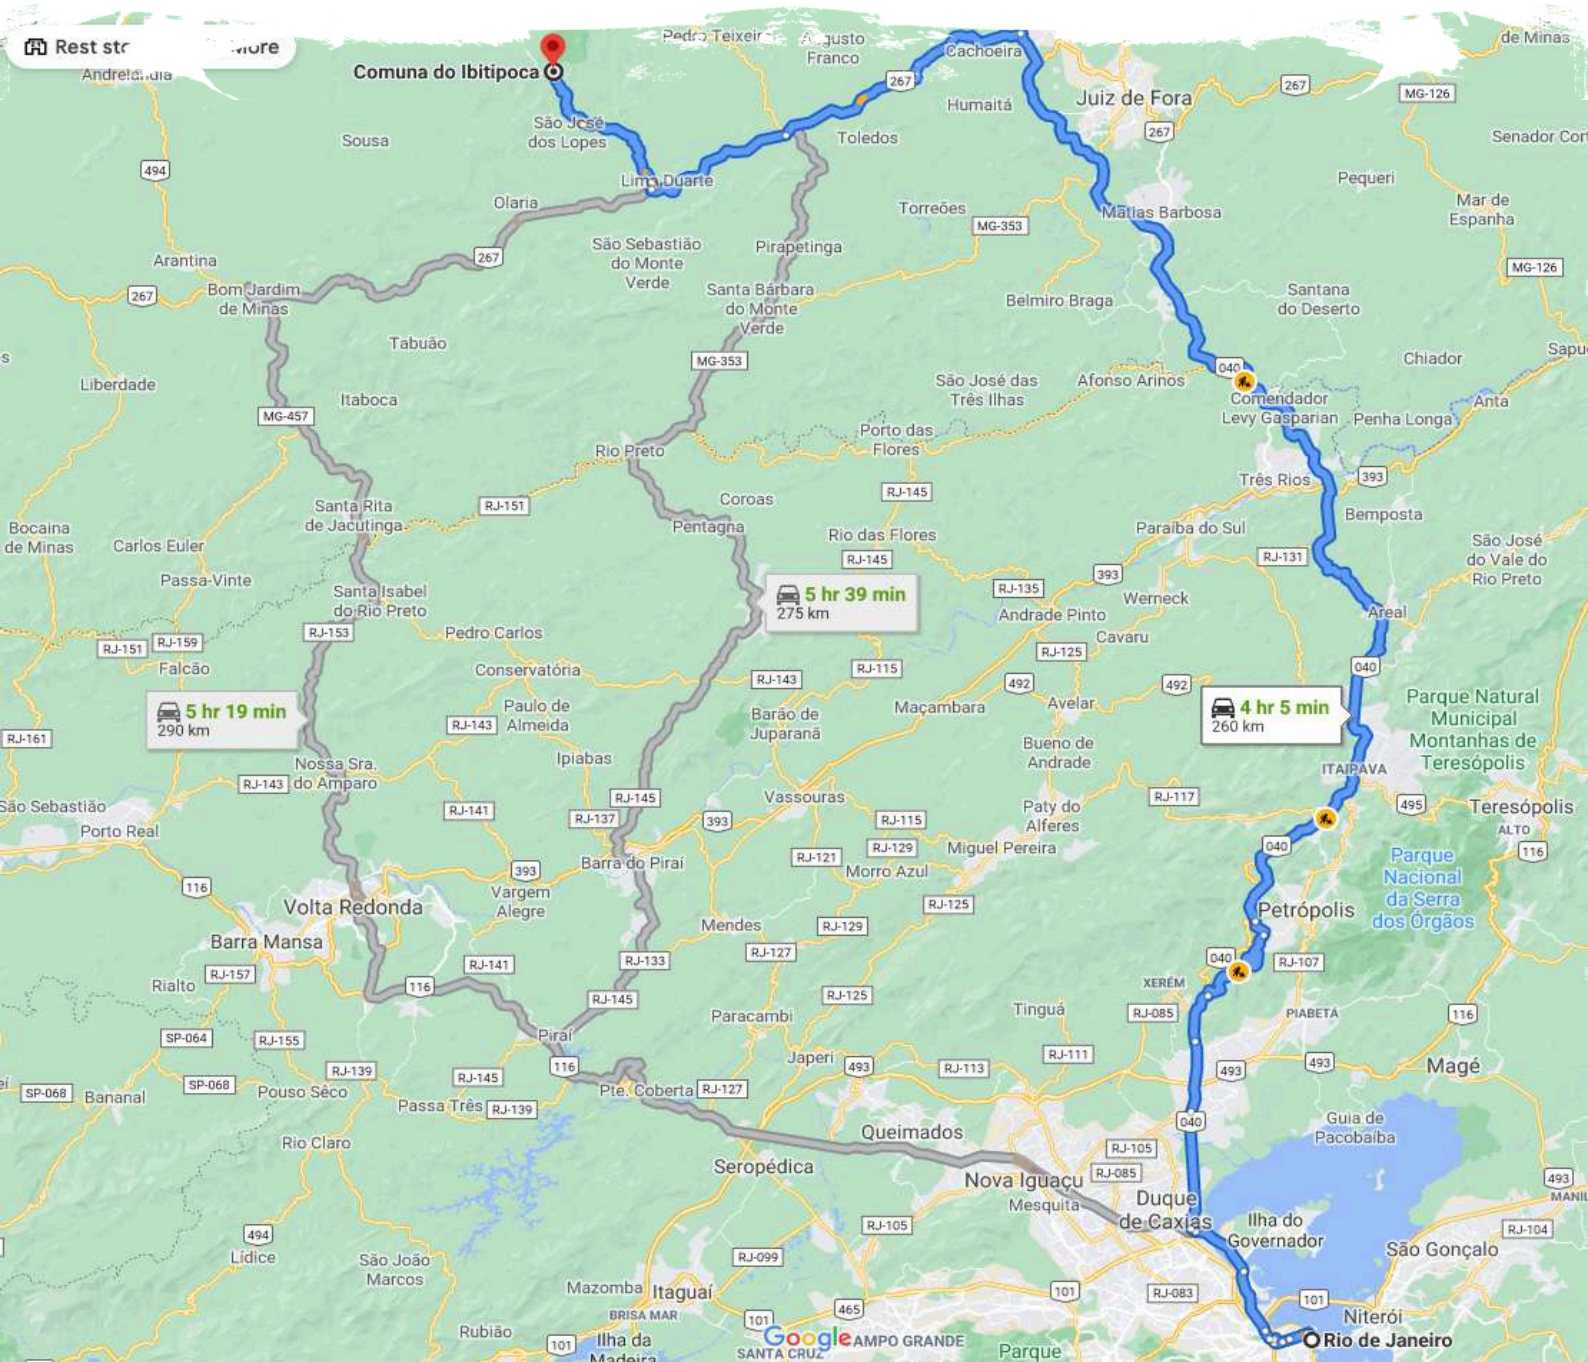 Rest
More
Andrelândia
Comuna do Ibitipoca
Pedro Teixeira
Augusto
Franco
Cachoeira
de Minas
267
Humaitá
Juiz de Fora
267
MG-126
Sousa
São José
dos Lopes
Toledos
267
Senador Cort
494
Lima Duarte
Pequeri
Olaria
Torreões
Matias Barbosa
Mar de
Espanha
MG-353
São Sebastião
do Monte
Verde
Pirapetinga
Arantina
267
MG-126
267
Bom Jardim
de Minas
Santa Bárbara
do Monte
Verde
Belmiro Braga
Santana
do Deserto
Tabuão
MG-353
Chiador
Sapu
Liberdade
Itaboca
São José das
Três Ilhas
Afonso Arinos
040
Comendador
Levy Gasparian
Penha Longa
Anta
MG-457
Rio Preto
Porto das
Flores
Três Rios
393
RJ-145
Santa Rita
de Jacutinga
RJ-151
Coroas
Pentagna
Bemposta
Bocaina
de Minas
Carlos Euler
Rio das Flores
Paraíba do Sul
São José
do Vale do
Rio Preto
RJ-145
RJ-131
Passa-Vinte
Santa Isabel
do Rio Preto
5 hr 39 min
275 km
RJ-135
393
Werneck
Andrade Pinto
Areal
RJ-153
Pedro Carlos
Cavaru
RJ-151
RJ-159
Falcão
Conservatória
RJ-125
RJ-143
RJ-115
040
492
492
5 hr 19 min
290 km
Paulo de
Almeida
RJ-143
Barão de
Juparanã
Maçambara
Avelar
4 hr 5 min
260 km
Parque Natural
Municipal
Montanhas de
Teresópolis
RJ-161
Bueno de
Andrade
Ipiabas
Nossa Sra.
do Amparo
RJ-143
ITAIPAVA
São Sebastião
Porto Real
RJ-141
RJ-145
RJ-137
393
Vassouras
RJ-115
Paty do
Alferes
RJ-117
495
Teresópolis
ALTO
116
RJ-129
Miguel Pereira
040
Barra do Piraí
RJ-121
Morro Azul
Parque
Nacional
da Serra
dos Órgãos
116
393
Vargem
Alegre
Volta Redonda
RJ-125
Petrópolis
Mendes
RJ-129
Barra Mansa
RJ-127
RJ-157
RJ-141
RJ-133
040
RJ-107
Rialto
116
RJ-145
RJ-125
XERÉM
Tinguá
RJ-085
PIABETÁ
116
Paracambi
SP-064
RJ-155
Piraí
RJ-111
Japeri
493
RJ-113
493
493
Magé
116
SP-068
Bananal
SP-068
RJ-139
Pouso Sêco
RJ-145
Pte. Coberta
RJ-127
Passa Três
RJ-139
040
Guia de
Pacobaíba
Rio Claro
Queimados
RJ-105
Seropédica
RJ-085
Nova Iguaçu
493
Mesquita
Duque
de Caxias
MANIL
494
Lídice
RJ-105
Ilha do
Governador
RJ-104
São Gonçalo
São João
Marcos
RJ-099
Mazomba
Itaguaí
101
RJ-083
101
BRISA MAR
465
Niterói
101
Rubião
101
Ilha da
Madeira
Google
AMPO GRANDE
SANTA CRUZ
Parque
Rio de Janeiro